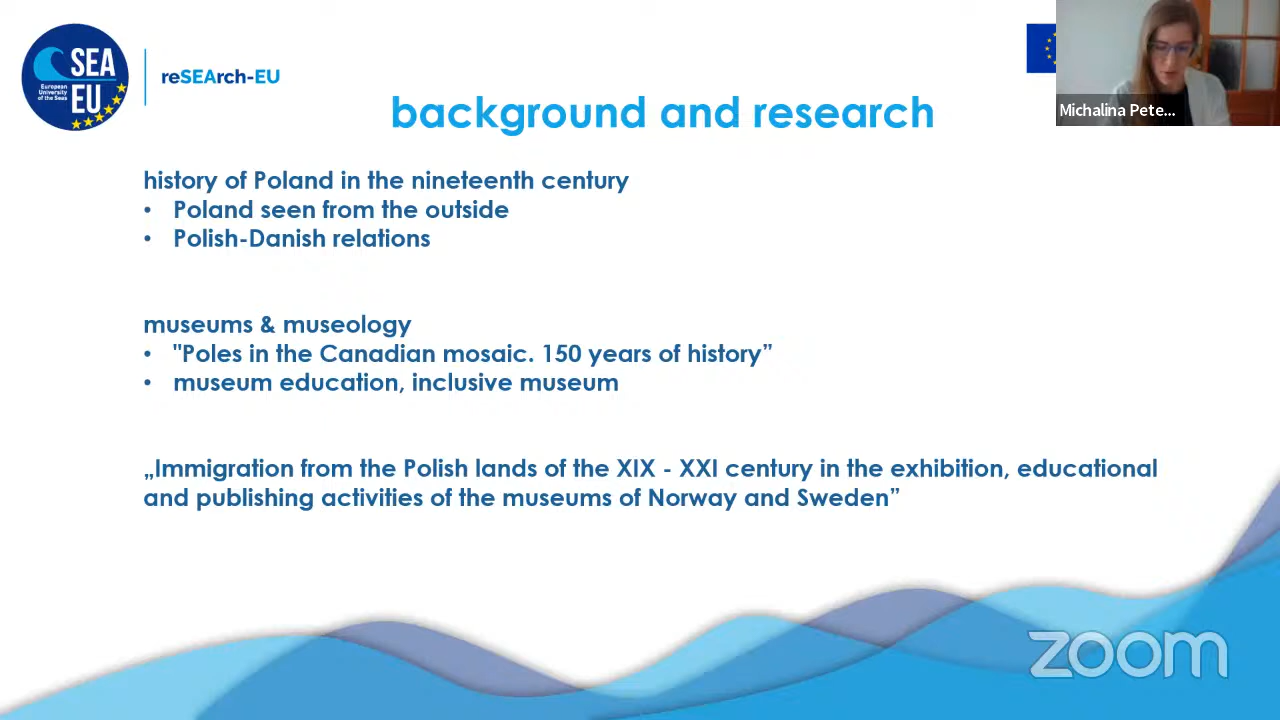 SEA
European
University
of the Seas
EU
reSEArch-EU
Michalina Pete...
background and research
history of Poland in the nineteenth century
• Poland seen from the outside
• Polish-Danish relations
museums & museology
• "Poles in the Canadian mosaic. 150 years of history”
• museum education, inclusive museum
„Immigration from the Polish lands of the XIX - XXI century in the exhibition, educational
and publishing activities of the museums of Norway and Sweden”
zoom